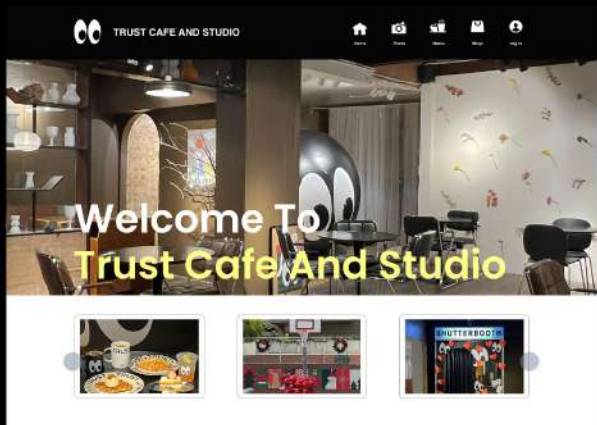 TRUST CAFE AND STUDIO
Home
Photo
Menu
Shop
Log in
Welcome To
Trust Cafe And Studio
SHUTTERBOOTH